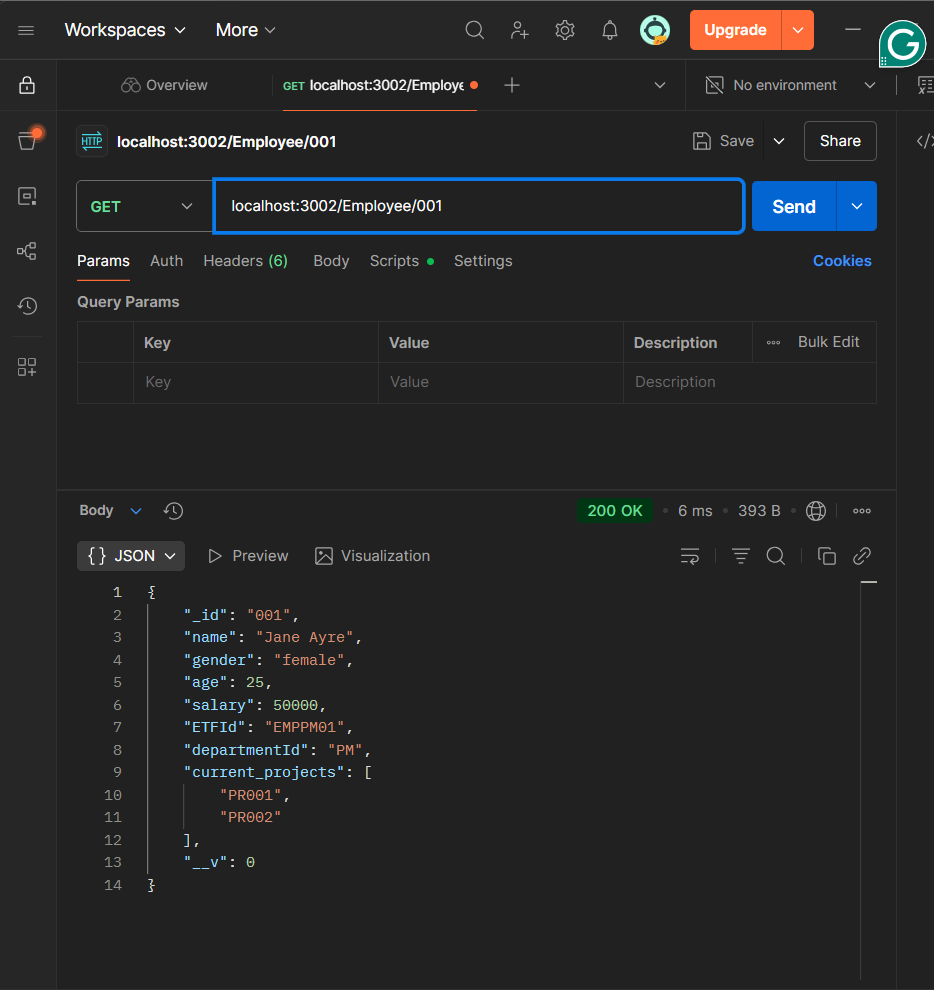 Workspaces More Upgrade
G
Overview GET localhost:3002/Employe No environment
HTTP localhost:3002/Employee/001 Save Share
GET localhost:3002/Employee/001 Send
Params Auth Headers (6) Body Scripts Settings Cookies
Query Params
Key Value Description Bulk Edit
Key Value Description
Body 200 OK 6 ms 393 B
{} JSON Preview Visualization
1 {
2 "_id": "001",
3 "name": "Jane Ayre",
4 "gender": "female",
5 "age": 25,
6 "salary": 50000,
7 "ETFId": "EMPPM01",
8 "departmentId": "PM",
9 "current_projects": [
10 "PR001",
11 "PR002"
12 ],
13 "__v": 0
14 }